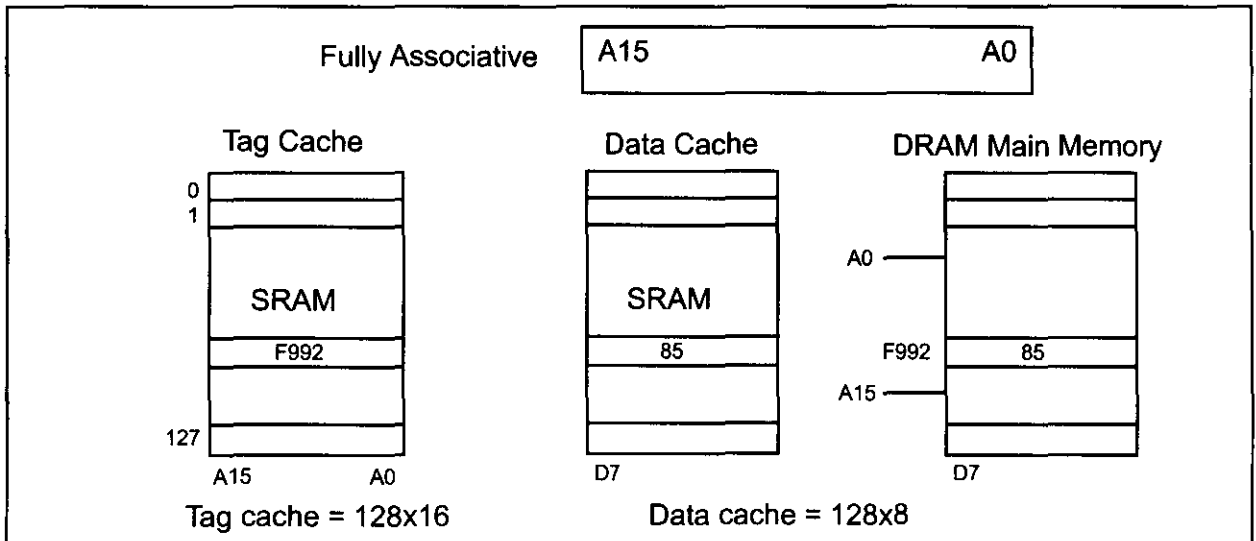 Fully Associative
A15 A0
Tag Cache
Data Cache
DRAM Main Memory
0
1
A0
SRAM
SRAM
F992
85
F992
85
A15
127
A15 A0
D7
D7
Tag cache = 128x16
Data cache = 128x8